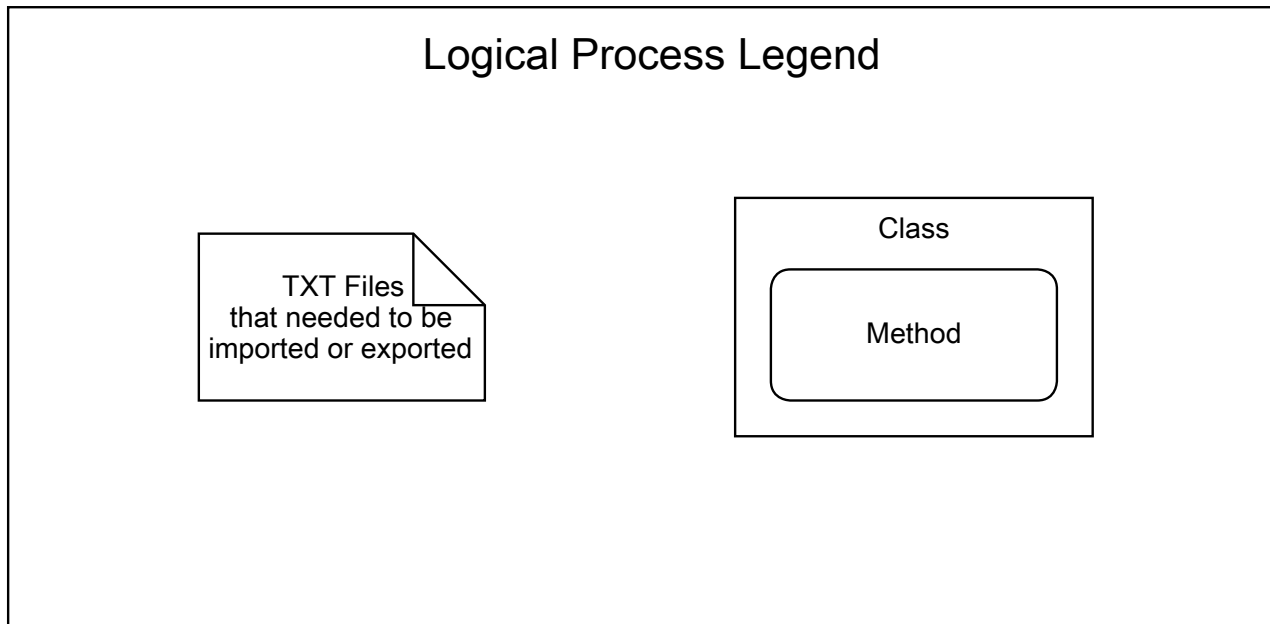 Logical Process Legend
TXT Files
that needed to be
imported or exported
Class
Method